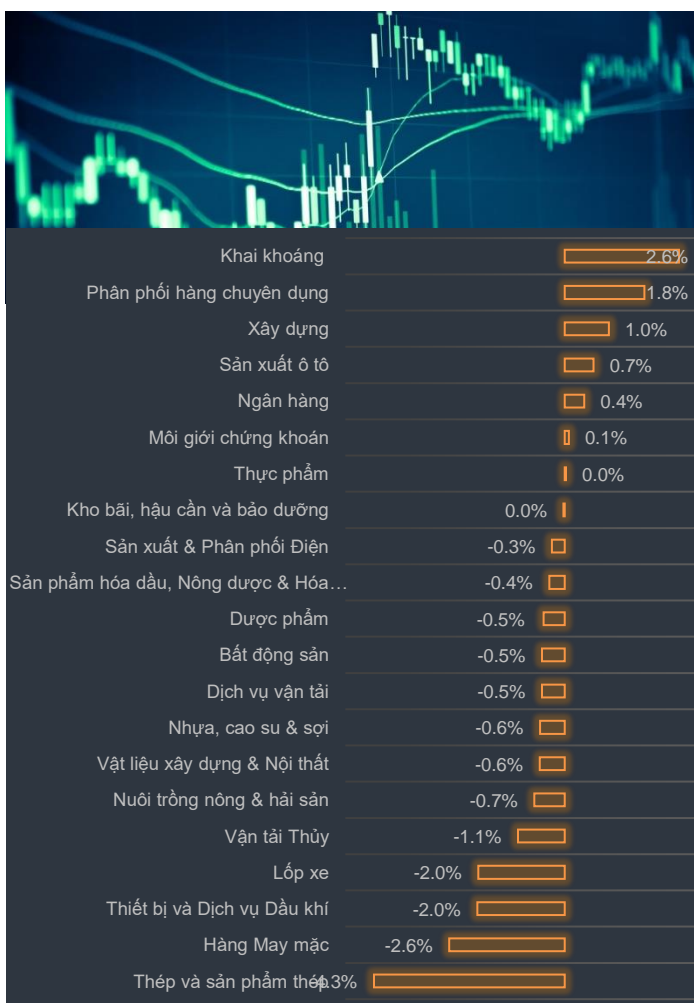 Khai khoáng 2.6%
Phân phối hàng chuyên dụng 1.8%
Xây dựng 1.0%
Sản xuất ô tô 0.7%
Ngân hàng 0.4%
Môi giới chứng khoán 0.1%
Thực phẩm 0.0%
Kho bãi, hậu cần và bảo dưỡng 0.0%
Sản xuất & Phân phối Điện -0.3%
Sản phẩm hóa dầu, Nông dược & Hóa… -0.4%
Dược phẩm -0.5%
Bất động sản -0.5%
Dịch vụ vận tải -0.5%
Nhựa, cao su & sợi -0.6%
Vật liệu xây dựng & Nội thất -0.6%
Nuôi trồng nông & hải sản -0.7%
Vận tải Thủy -1.1%
Lốp xe -2.0%
Thiết bị và Dịch vụ Dầu khí -2.0%
Hàng May mặc -2.6%
Thép và sản phẩm thép -4.3%